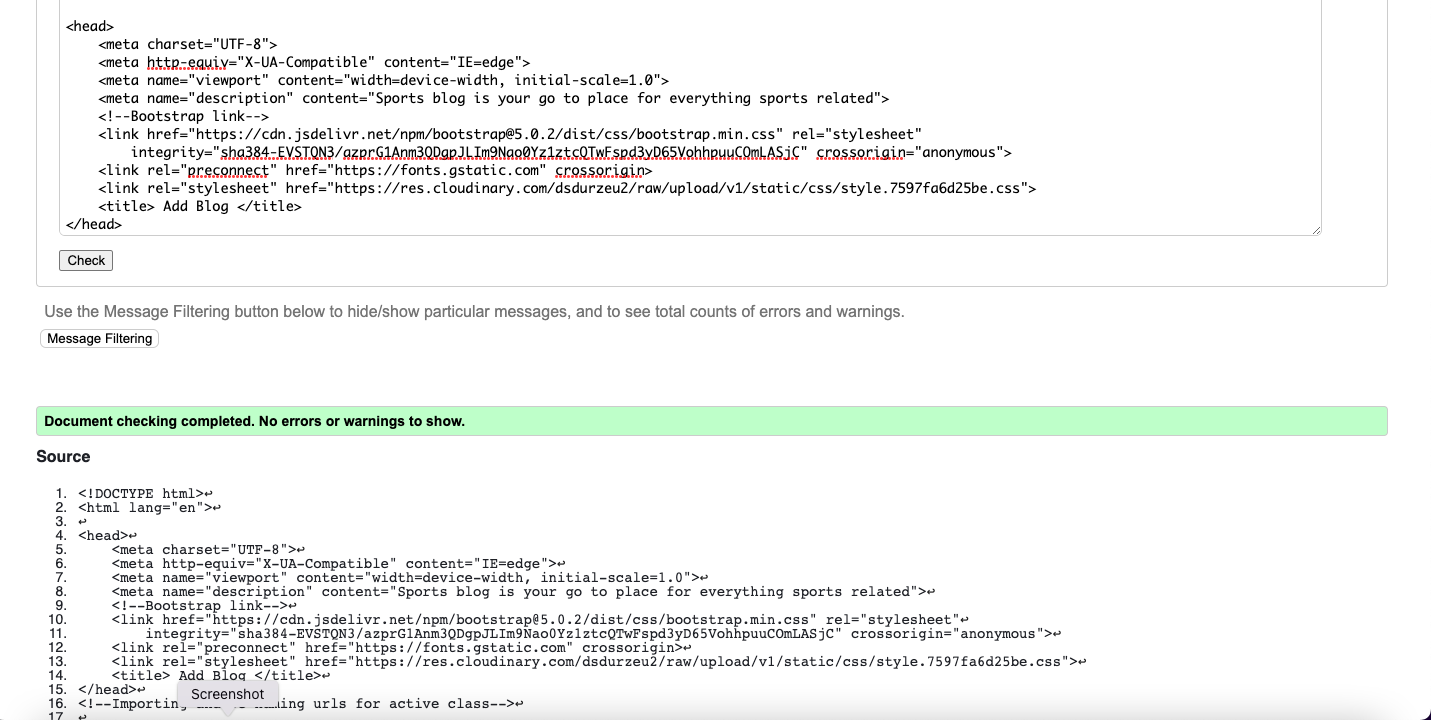 <head>
<meta charset="UTF-8">
<meta http-equiv="X-UA-Compatible" content="IE=edge">
<meta name="viewport" content="width=device-width, initial-scale=1.0">
<meta name="description" content="Sports blog is your go to place for everything sports related">
<!--Bootstrap link-->
<link href="https://cdn.jsdelivr.net/npm/bootstrap@5.0.2/dist/css/bootstrap.min.css" rel="stylesheet"
integrity="sha384-EVSTQN3/azprG1Anm3QDgpJLIm9Nao0Yz1ztcQTwFspd3yD65VohhpuuCOmLASjC" crossorigin="anonymous">
<link rel="preconnect" href="https://fonts.gstatic.com" crossorigin>
<link rel="stylesheet" href="https://res.cloudinary.com/dsdurzeu2/raw/upload/v1/static/css/style.7597fa6d25be.css">
<title> Add Blog </title>
</head>
Check
Use the Message Filtering button below to hide/show particular messages, and to see total counts of errors and warnings.
Message Filtering
Document checking completed. No errors or warnings to show.
Source
1. <!DOCTYPE html>↩
2. <html lang="en">↩
3. ↩
4. <head>↩
5. <meta charset="UTF-8">↩
6. <meta http-equiv="X-UA-Compatible" content="IE=edge">↩
7. <meta name="viewport" content="width=device-width, initial-scale=1.0">↩
8. <meta name="description" content="Sports blog is your go to place for everything sports related">↩
9. <!--Bootstrap link-->↩
10. <link href="https://cdn.jsdelivr.net/npm/bootstrap@5.0.2/dist/css/bootstrap.min.css" rel="stylesheet"↩
11. integrity="sha384-EVSTQN3/azprG1Anm3QDgpJLIm9Nao0Yz1ztcQTwFspd3yD65VohhpuuCOmLASjC" crossorigin="anonymous">↩
12. <link rel="preconnect" href="https://fonts.gstatic.com" crossorigin>↩
13. <link rel="stylesheet" href="https://res.cloudinary.com/dsdurzeu2/raw/upload/v1/static/css/style.7597fa6d25be.css">↩
14. <title> Add Blog </title>↩
15. </head>↩
Screenshot
16. <!--Importing urls for active class-->↩
17. ↩